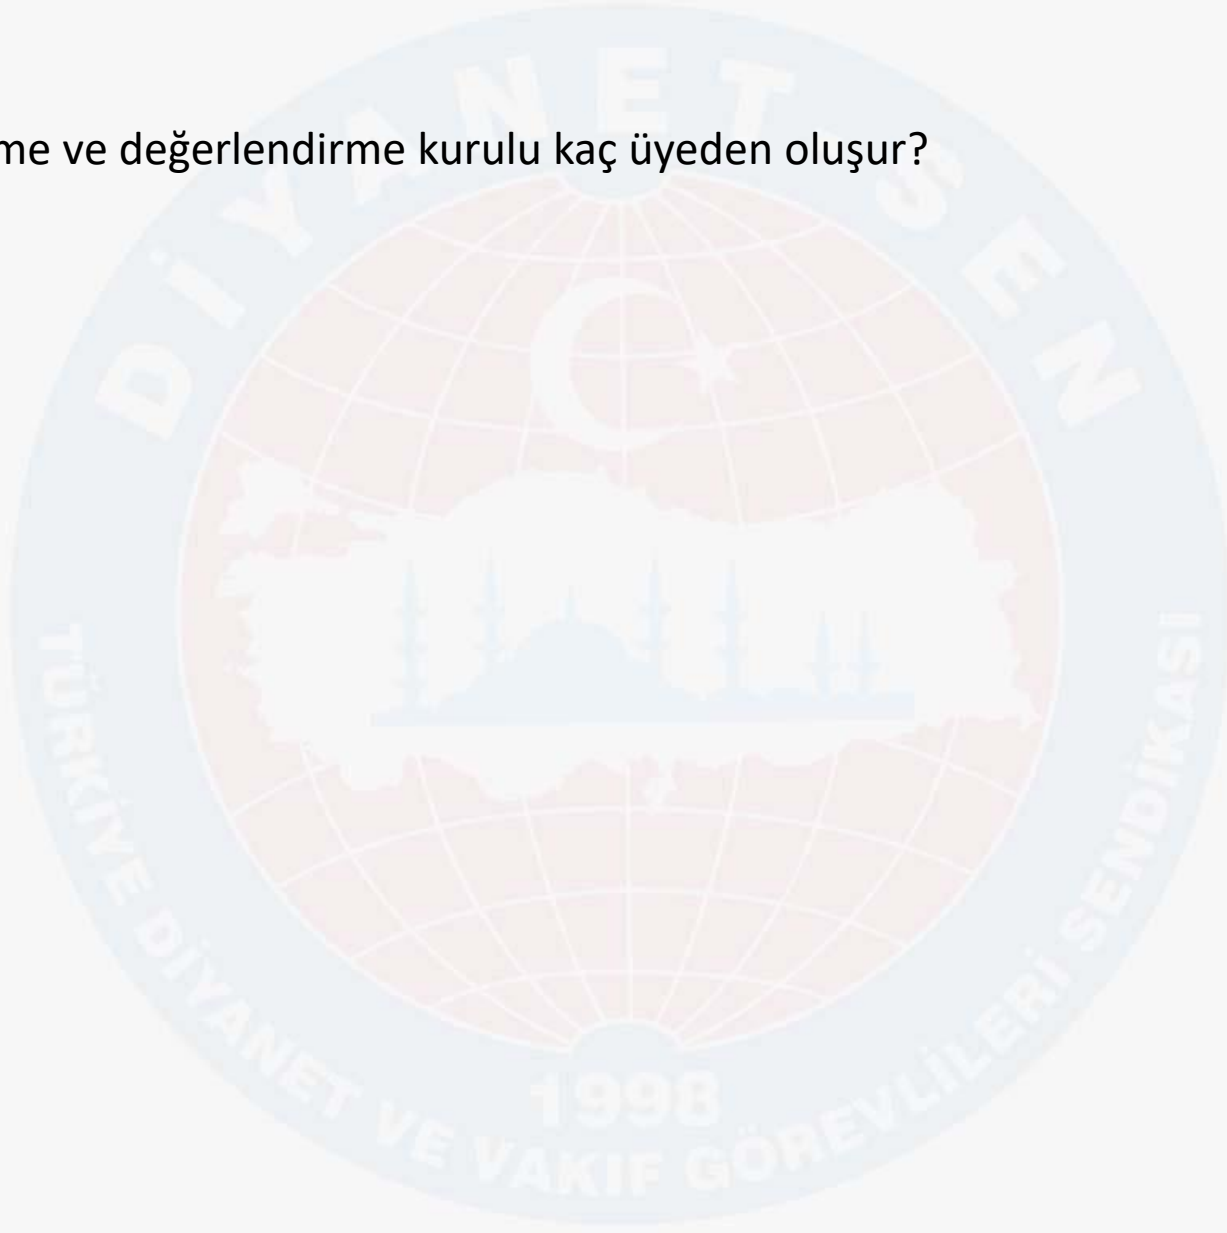 me ve değerlendirme kurulu kaç üyeden oluşur?
DİYANET-SEN
TÜRKİYE DİYANET VE VAKIF GÖREVLİLERİ SENDİKASI
1998